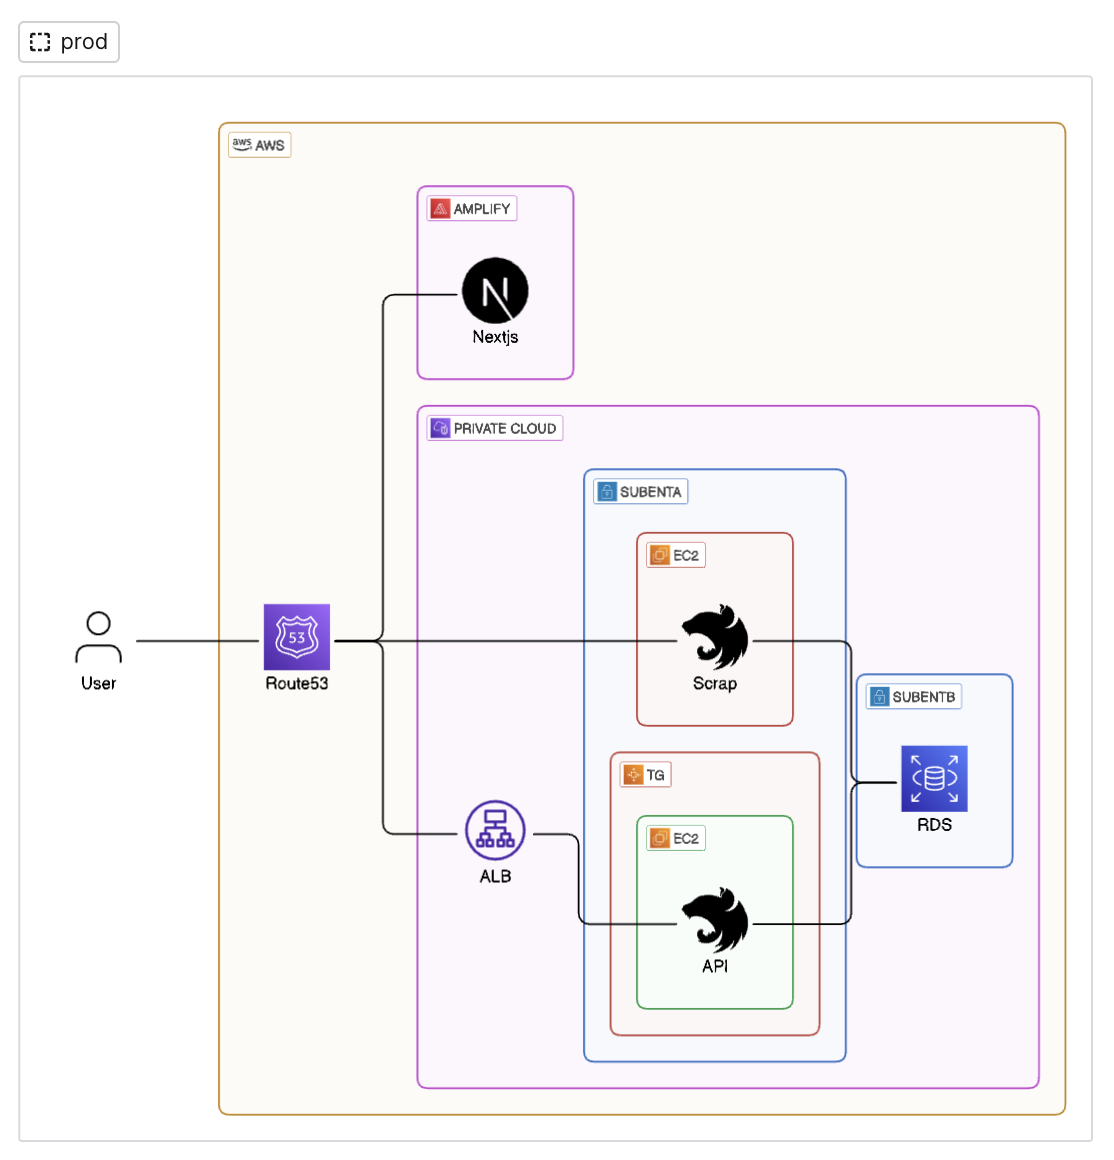 prod
aws AWS
AMPLIFY
Nextjs
PRIVATE CLOUD
SUBENTA
EC2
53
User
Route53
Scrap
SUBENTB
TG
RDS
EC2
ALB
API